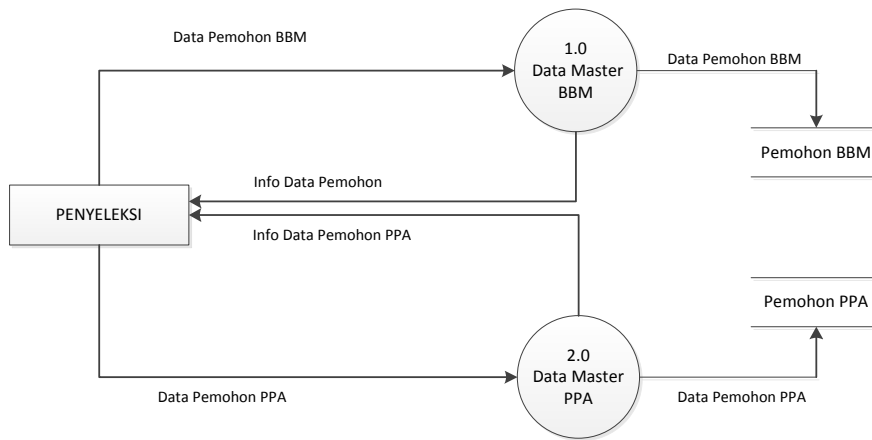 Data Pemohon BBM
1.0
Data Master
BBM
Data Pemohon BBM
Pemohon BBM
Info Data Pemohon
PENYELEKSI
Info Data Pemohon PPA
Pemohon PPA
2.0
Data Master
PPA
Data Pemohon PPA
Data Pemohon PPA